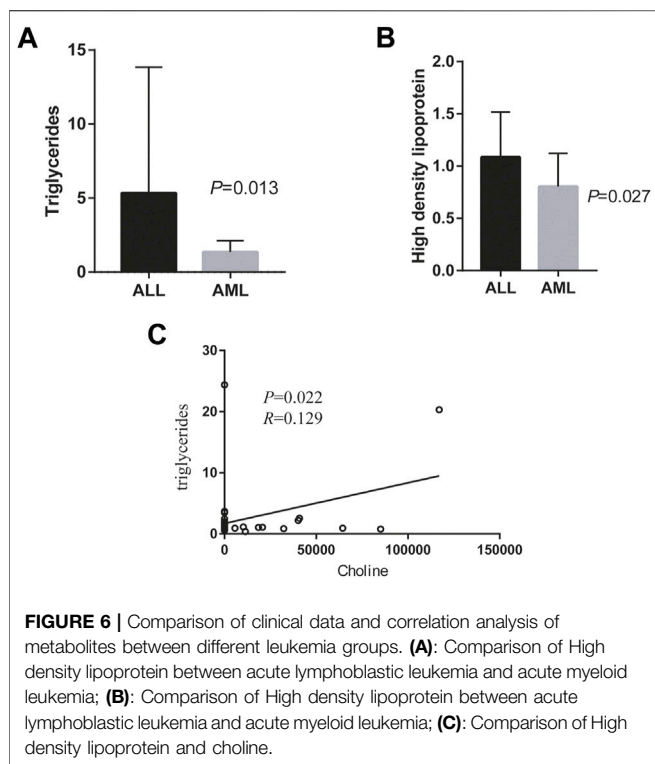 A
B
15
10
5
0
Triglycerides
P=0.013
ALL
AML
2.0
1.5
1.0
0.5
0.0
High density lipoprotein
P=0.027
ALL
AML
C
30
20
10
0
triglycerides
P=0.022
R=0.129
0
50000
100000
150000
Choline
FIGURE 6 | Comparison of clinical data and correlation analysis of
metabolites between different leukemia groups. (A): Comparison of High
density lipoprotein between acute lymphoblastic leukemia and acute myeloid
leukemia; (B): Comparison of High density lipoprotein between acute
lymphoblastic leukemia and acute myeloid leukemia; (C): Comparison of High
density lipoprotein and choline.